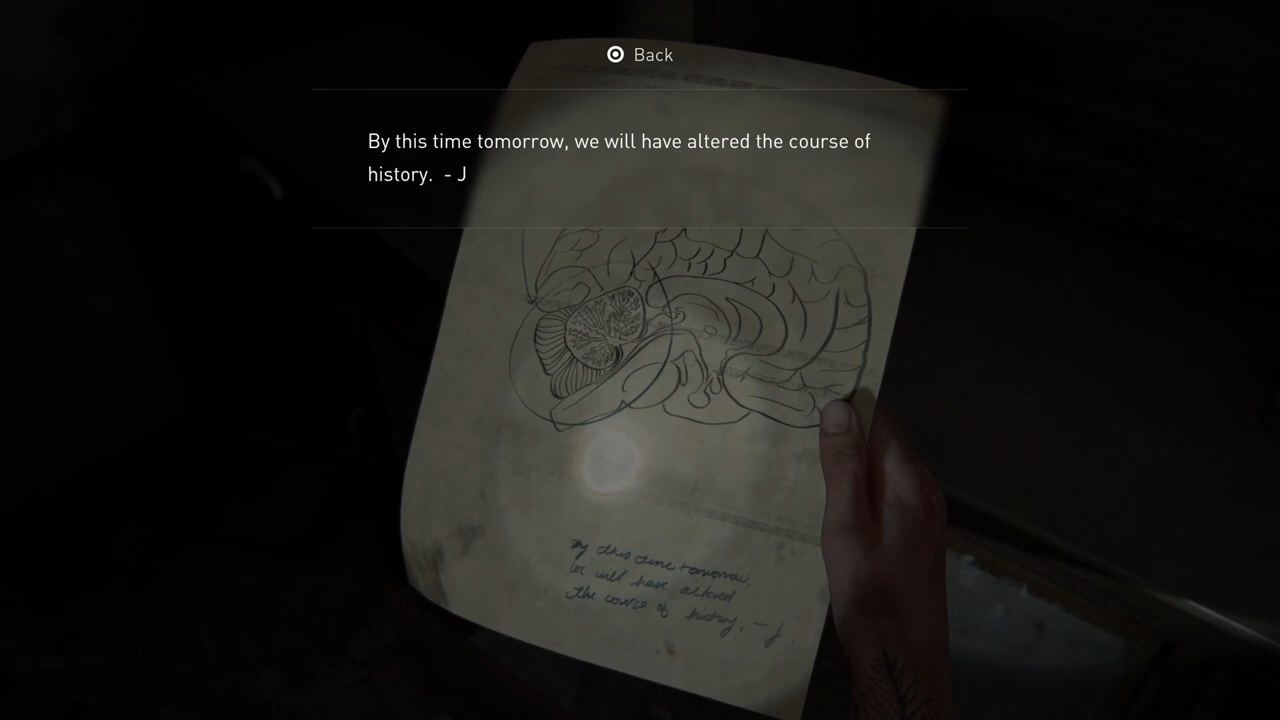 Back
By this time tomorrow, we will have altered the course of
history. - J
By this time tomorrow,
we will have altered
the course of history. - J